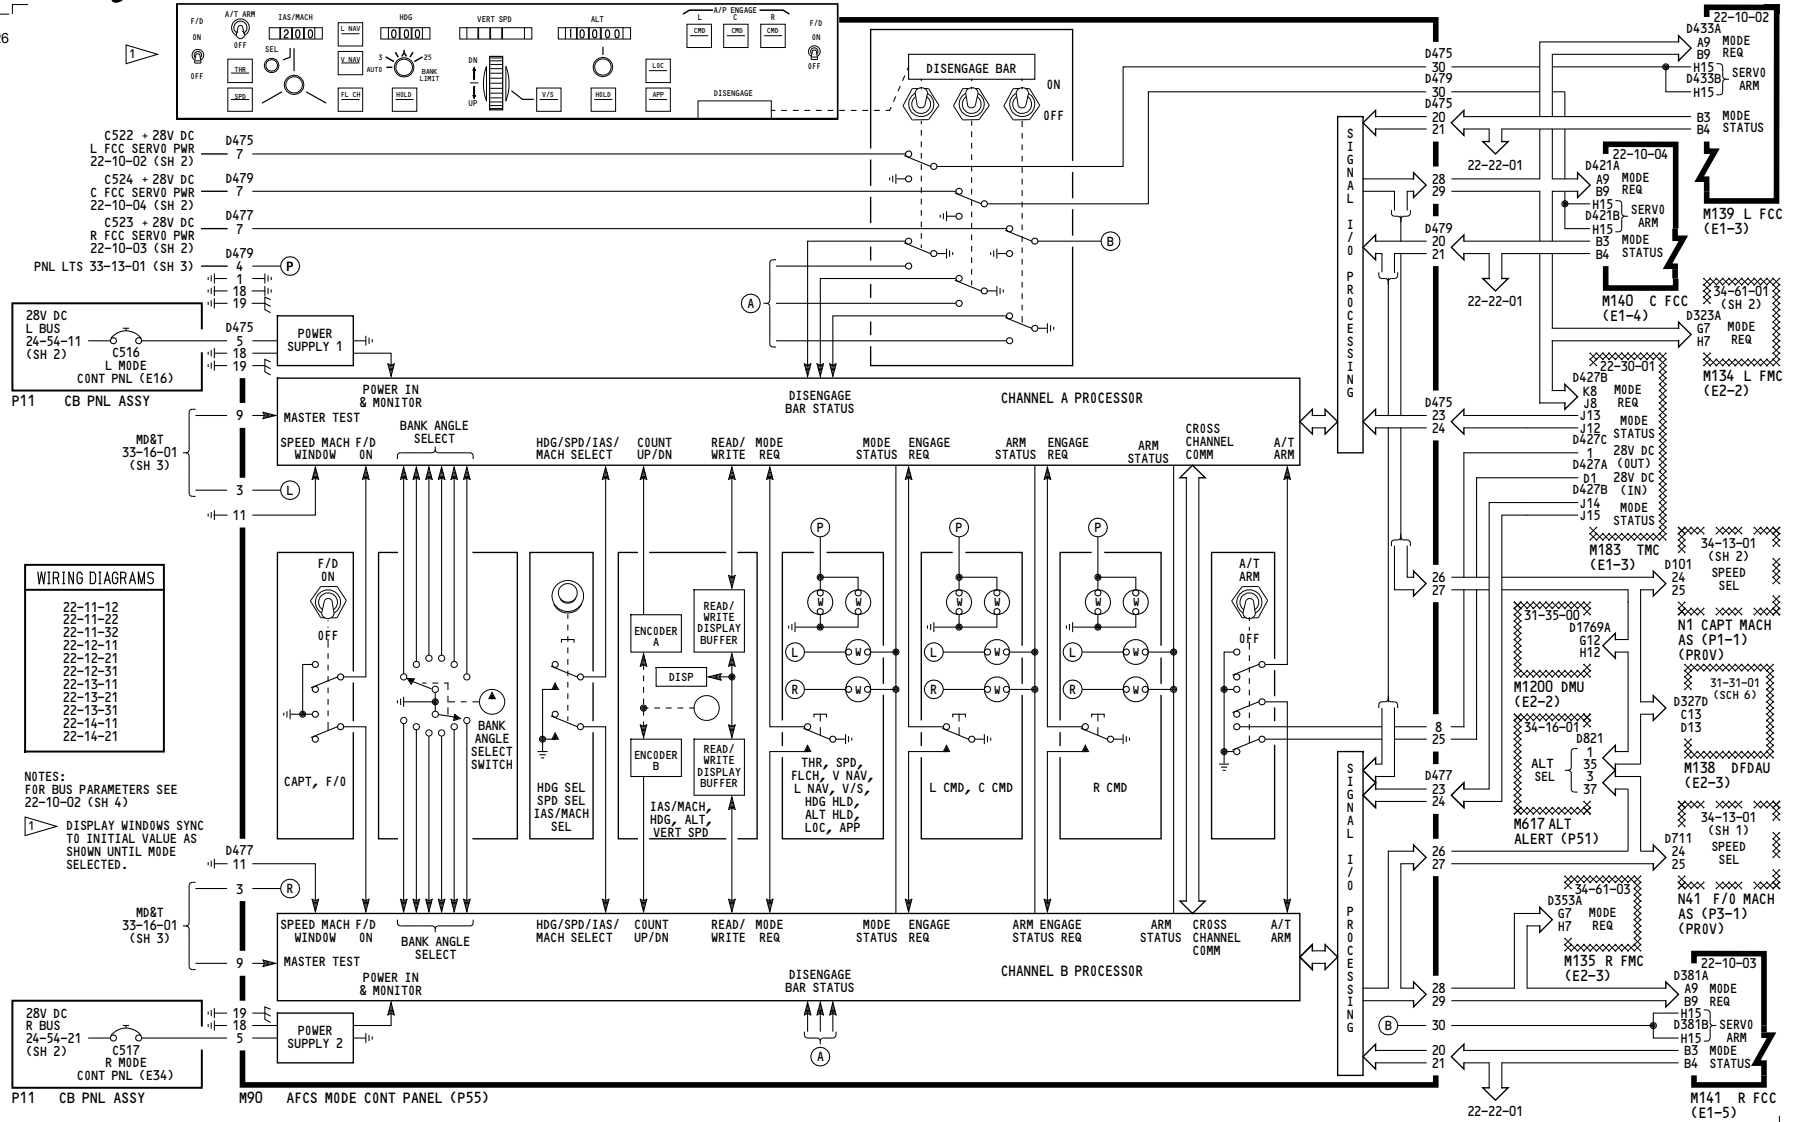 26
F/D
ON
OFF
A/T ARM
OFF
IAS/MACH
200
SEL
THR
SPD
L NAV
V NAV
FL CH
HDG
000
3
AUTO
25
BANK
LIMIT
HOLD
VERT SPD
DN
UP
V/S
ALT
10000
HOLD
LOC
APP
A/P ENGAGE
L C R
CMD CMD CMD
DISENGAGE
F/D
ON
OFF
1
DISENGAGE BAR
ON
OFF
C522 + 28V DC
L FCC SERVO PWR
22-10-02 (SH 2)
D475
7
C524 + 28V DC
C FCC SERVO PWR
22-10-04 (SH 2)
D479
7
C523 + 28V DC
R FCC SERVO PWR
22-10-03 (SH 2)
D477
7
D479
PNL LTS 33-13-01 (SH 3)
4
P
1
18
19
B
A
28V DC
L BUS
24-54-11
(SH 2)
C516
L MODE
CONT PNL (E16)
P11 CB PNL ASSY
D475
5
18
19
POWER
SUPPLY 1
POWER IN
& MONITOR
DISENGAGE
BAR STATUS
CHANNEL A PROCESSOR
MASTER TEST
9
MD&T
33-16-01
(SH 3)
3
L
11
SPEED MACH
WINDOW
F/D
ON
BANK ANGLE
SELECT
HDG/SPD/IAS/
MACH SELECT
COUNT
UP/DN
READ/
WRITE
MODE
REQ
MODE
STATUS
ENGAGE
REQ
ARM
STATUS
ENGAGE
REQ
ARM
STATUS
CROSS
CHANNEL
COMM
A/T
ARM
WIRING DIAGRAMS
22-11-12
22-11-22
22-11-32
22-12-11
22-12-21
22-12-31
22-13-11
22-13-21
22-13-31
22-14-11
22-14-21
NOTES:
FOR BUS PARAMETERS SEE
22-10-02 (SH 4)
1
DISPLAY WINDOWS SYNC
TO INITIAL VALUE AS
SHOWN UNTIL MODE
SELECTED.
F/D
ON
OFF
CAPT, F/O
BANK
ANGLE
SELECT
SWITCH
HDG SEL
SPD SEL
IAS/MACH
SEL
ENCODER
A
READ/
WRITE
DISPLAY
BUFFER
DISP
ENCODER
B
READ/
WRITE
DISPLAY
BUFFER
IAS/MACH,
HDG, ALT,
VERT SPD
P
W W
L
W
R
W
THR, SPD,
FLCH, V NAV,
L NAV, V/S,
HDG HLD,
ALT HLD,
LOC, APP
P
W W
L
W
R
W
L CMD, C CMD
P
W W
L
W
R
W
R CMD
A/T
ARM
OFF
D477
11
3
R
MD&T
33-16-01
(SH 3)
9
SPEED MACH
WINDOW
F/D
ON
BANK ANGLE
SELECT
HDG/SPD/IAS/
MACH SELECT
COUNT
UP/DN
READ/
WRITE
MODE
REQ
MODE
STATUS
ENGAGE
REQ
ARM
STATUS
ENGAGE
REQ
ARM
STATUS
CROSS
CHANNEL
COMM
A/T
ARM
MASTER TEST
POWER IN
& MONITOR
DISENGAGE
BAR STATUS
CHANNEL B PROCESSOR
A
28V DC
R BUS
24-54-21
(SH 2)
C517
R MODE
CONT PNL (E34)
P11 CB PNL ASSY
19
18
5
POWER
SUPPLY 2
M90 AFCS MODE CONT PANEL (P55)
SIGNAL I/O PROCESSING
SIGNAL I/O PROCESSING
D475
30
D479
30
D475
20
21
22-22-01
28
29
D479
20
21
22-22-01
D475
23
24
26
27
8
25
D477
23
24
26
27
28
29
B
30
20
21
22-22-01
22-10-02
D433A
A9
B9
MODE
REQ
H15
D433B
H15
SERVO
ARM
B3
B4
MODE
STATUS
M139 L FCC
(E1-3)
22-10-04
D421A
A9
B9
MODE
REQ
H15
D421B
H15
SERVO
ARM
B3
B4
MODE
STATUS
M140 C FCC
(E1-4)
34-61-01
(SH 2)
D323A
G7
H7
MODE
REQ
M134 L FMC
(E2-2)
22-30-01
D427B
K8
J8
MODE
REQ
J13
J12
MODE
STATUS
D427C
1
28V DC
(OUT)
D427A
D1
28V DC
(IN)
D427B
J14
J15
MODE
STATUS
M183 TMC
(E1-3)
34-13-01
(SH 2)
D101
24
25
SPEED
SEL
N1 CAPT MACH
AS (P1-1)
(PROV)
31-35-00
D1769A
G12
H12
M1200 DMU
(E2-2)
31-31-01
(SCH 6)
D327D
C13
D13
M138 DFDAU
(E2-3)
34-16-01
D821
ALT
SEL
1
35
3
37
M617 ALT
ALERT (P51)
34-13-01
(SH 1)
D711
24
25
SPEED
SEL
N41 F/O MACH
AS (P3-1)
(PROV)
34-61-03
D353A
G7
H7
MODE
REQ
M135 R FMC
(E2-3)
22-10-03
D381A
A9
B9
MODE
REQ
H15
D381B
H15
SERVO
ARM
B3
B4
MODE
STATUS
M141 R FCC
(E1-5)